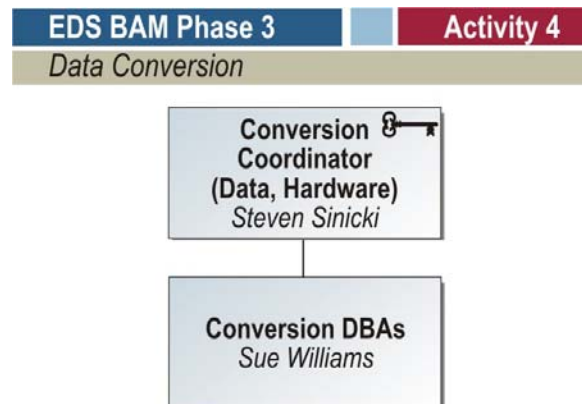 EDS BAM Phase 3
Activity 4
Data Conversion
Conversion
Coordinator
(Data, Hardware)
Steven Sinicki
Conversion DBAs
Sue Williams